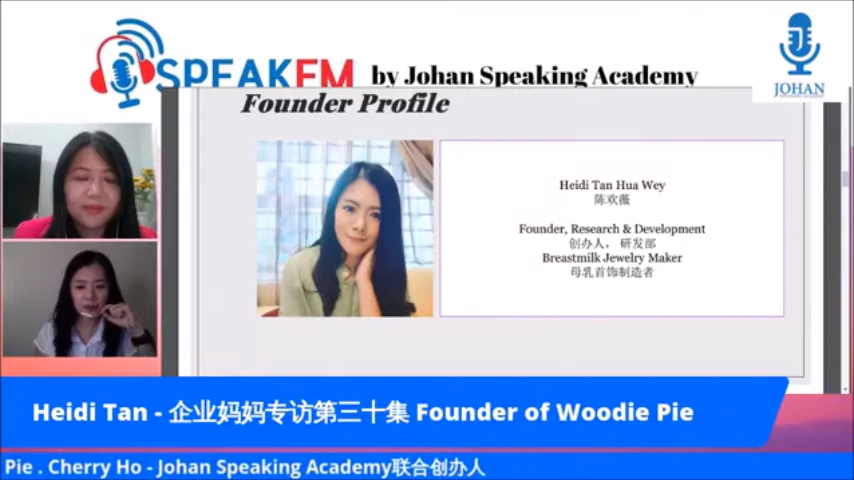 SPEAKFM by Johan Speaking Academy
JOHAN
Founder Profile
Heidi Tan Hua Wey
陈欢薇
Founder, Research & Development
创办人， 研发部
Breastmilk Jewelry Maker
母乳首饰制造者
Heidi Tan - 企业妈妈专访第三十集 Founder of Woodie Pie
Pie . Cherry Ho - Johan Speaking Academy联合创办人